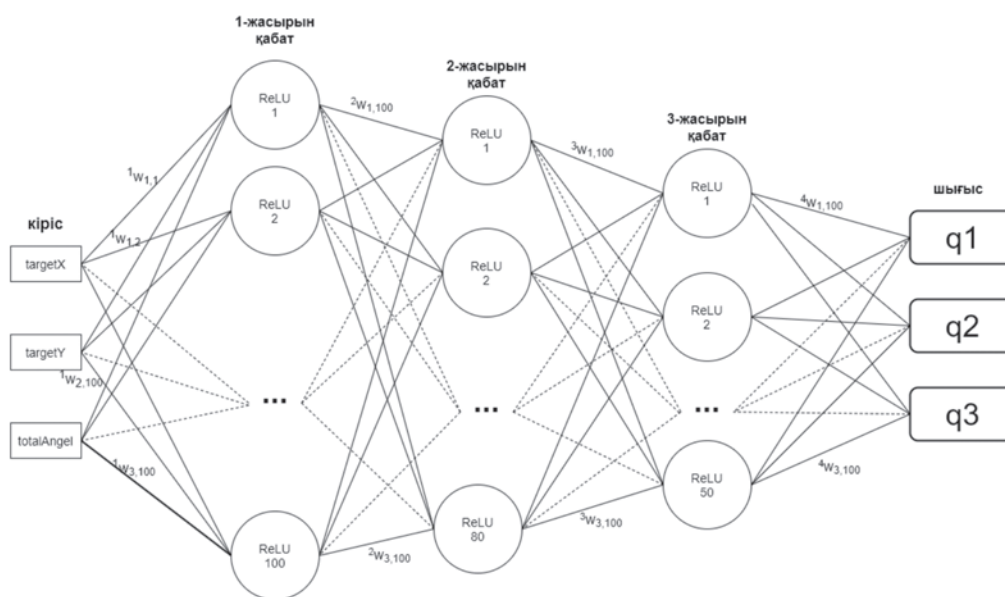 1-жасырын
қабат
ReLU
1
ReLU
2
...
ReLU
100
2-жасырын
қабат
ReLU
1
ReLU
2
...
ReLU
80
3-жасырын
қабат
ReLU
1
ReLU
2
...
ReLU
50
кіріс
targetX
targetY
totalAngel
шығыс
q1
q2
q3
¹w₁,₁
¹w₁,₂
¹w₂,₁₀₀
¹w₃,₁₀₀
²w₁,₁₀₀
²w₃,₁₀₀
³w₁,₁₀₀
³w₃,₁₀₀
⁴w₁,₁₀₀
⁴w₃,₁₀₀